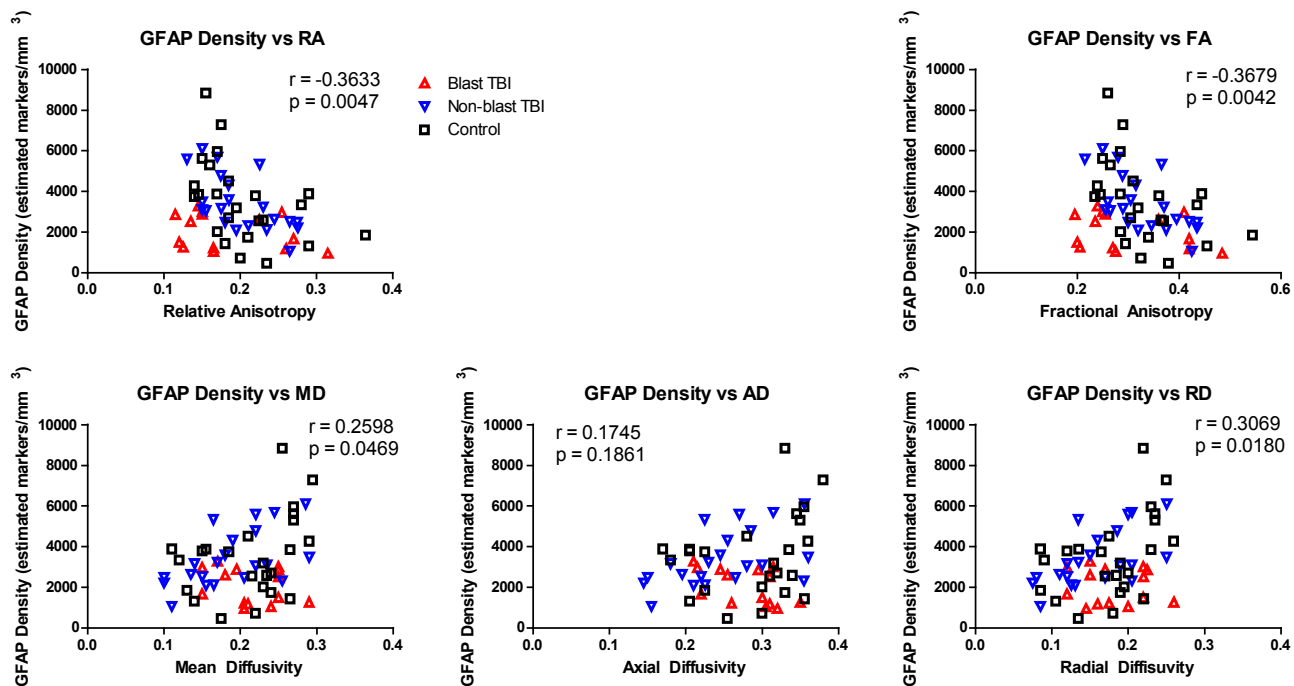 GFAP Density vs RA
GFAP Density (estimated markers/mm 3)
10000
8000
6000
4000
2000
0
0.0 0.1 0.2 0.3 0.4
Relative Anisotropy
r = -0.3633
p = 0.0047
Blast TBI
Non-blast TBI
Control
GFAP Density vs FA
GFAP Density (estimated markers/mm 3)
10000
8000
6000
4000
2000
0
0.0 0.2 0.4 0.6
Fractional Anisotropy
r = -0.3679
p = 0.0042
GFAP Density vs MD
GFAP Density (estimated markers/mm 3)
10000
8000
6000
4000
2000
0
0.0 0.1 0.2 0.3 0.4
Mean Diffusivity
r = 0.2598
p = 0.0469
GFAP Density vs AD
GFAP Density (estimated markers/mm 3)
10000
8000
6000
4000
2000
0
0.0 0.1 0.2 0.3 0.4
Axial Diffusivity
r = 0.1745
p = 0.1861
GFAP Density vs RD
GFAP Density (estimated markers/mm 3)
10000
8000
6000
4000
2000
0
0.0 0.1 0.2 0.3 0.4
Radial Diffisuvity
r = 0.3069
p = 0.0180